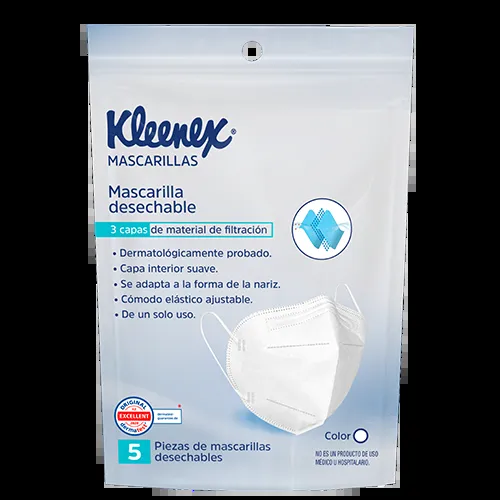 Kleenex®
MASCARILLAS
Mascarilla
desechable
3 capas de material de filtración
• Dermatológicamente probado.
• Capa interior suave.
• Se adapta a la forma de la nariz.
• Cómodo elástico ajustable.
• De un solo uso.
ORIGINAL
EXCELLENT
dermatest®
5 Piezas de mascarillas
desechables
Color
NO ES UN PRODUCTO DE USO
MÉDICO U HOSPITALARIO.